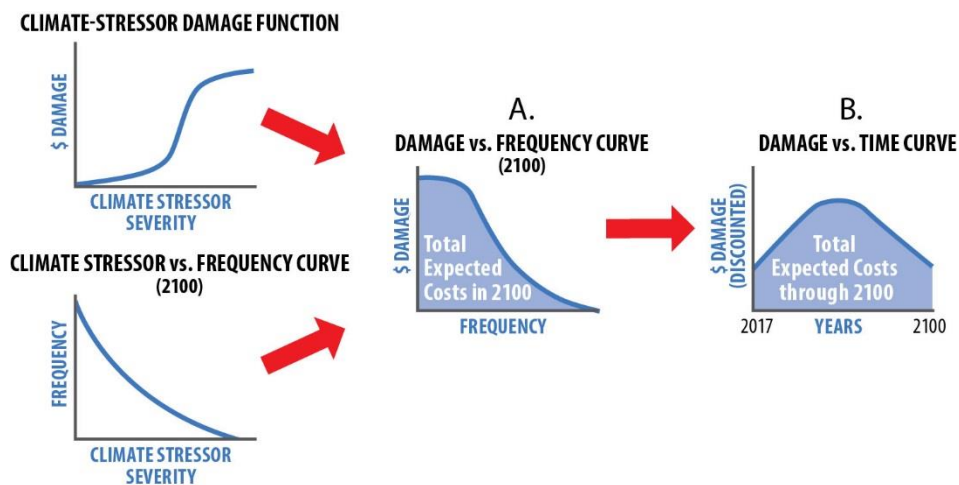 CLIMATE-STRESSOR DAMAGE FUNCTION
$ DAMAGE
CLIMATE STRESSOR
SEVERITY
CLIMATE STRESSOR vs. FREQUENCY CURVE
(2100)
FREQUENCY
CLIMATE STRESSOR
SEVERITY
A.
DAMAGE vs. FREQUENCY CURVE
(2100)
$ DAMAGE
Total
Expected
Costs in 2100
FREQUENCY
B.
DAMAGE vs. TIME CURVE
$ DAMAGE
(DISCOUNTED)
Total
Expected Costs
through 2100
2017 YEARS 2100